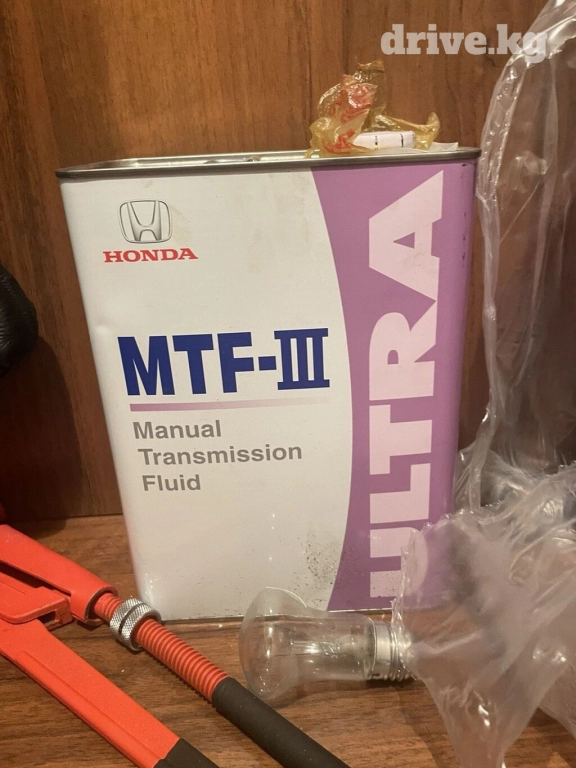 drive.kg
HONDA
MTF-III
Manual
Transmission
Fluid
ULTRA